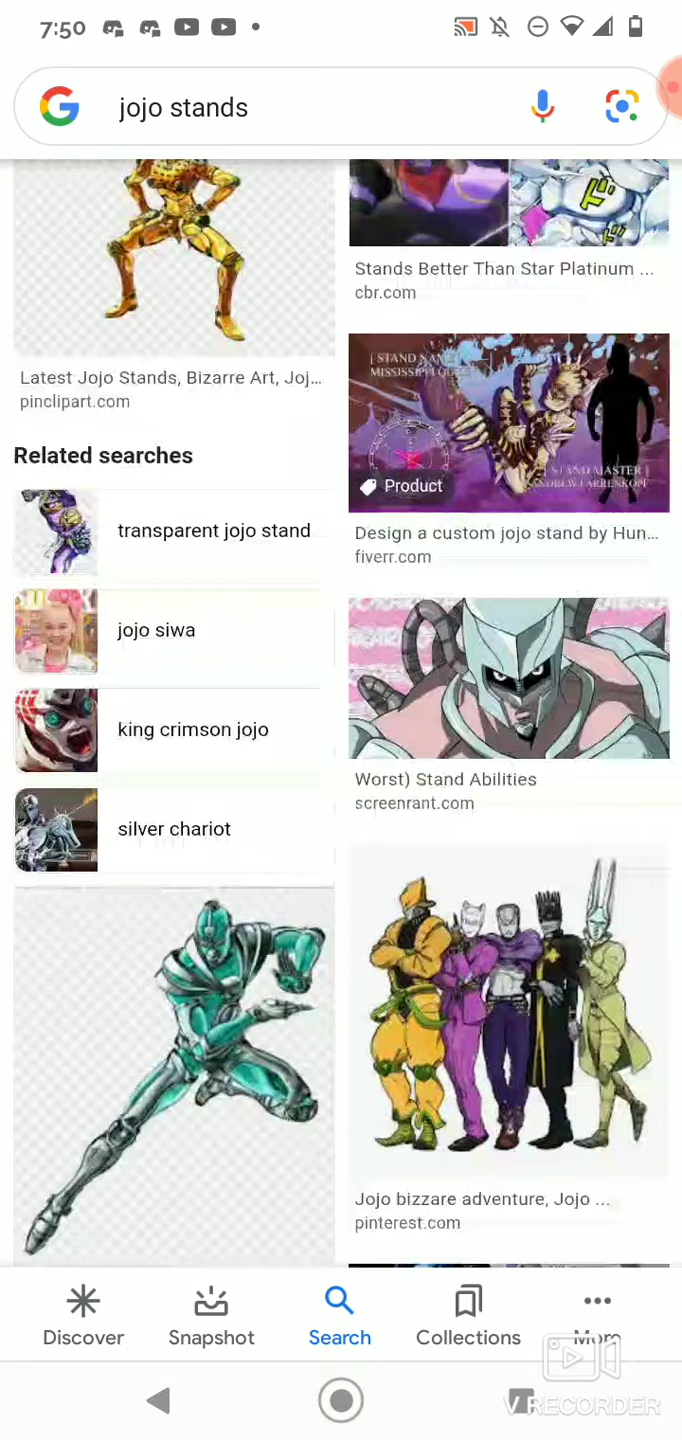 7:50
jojo stands
Latest Jojo Stands, Bizarre Art, Joj...
pinclipart.com
Related searches
transparent jojo stand
jojo siwa
king crimson jojo
silver chariot
Stands Better Than Star Platinum ...
cbr.com
[ STAND NAME
MISSISSIPPI
[ STAND MASTER ]
Product
Design a custom jojo stand by Hun...
fiverr.com
Worst) Stand Abilities
screenrant.com
Jojo bizzare adventure, Jojo ...
pinterest.com
Discover
Snapshot
Search
Collections
More
V RECORDER